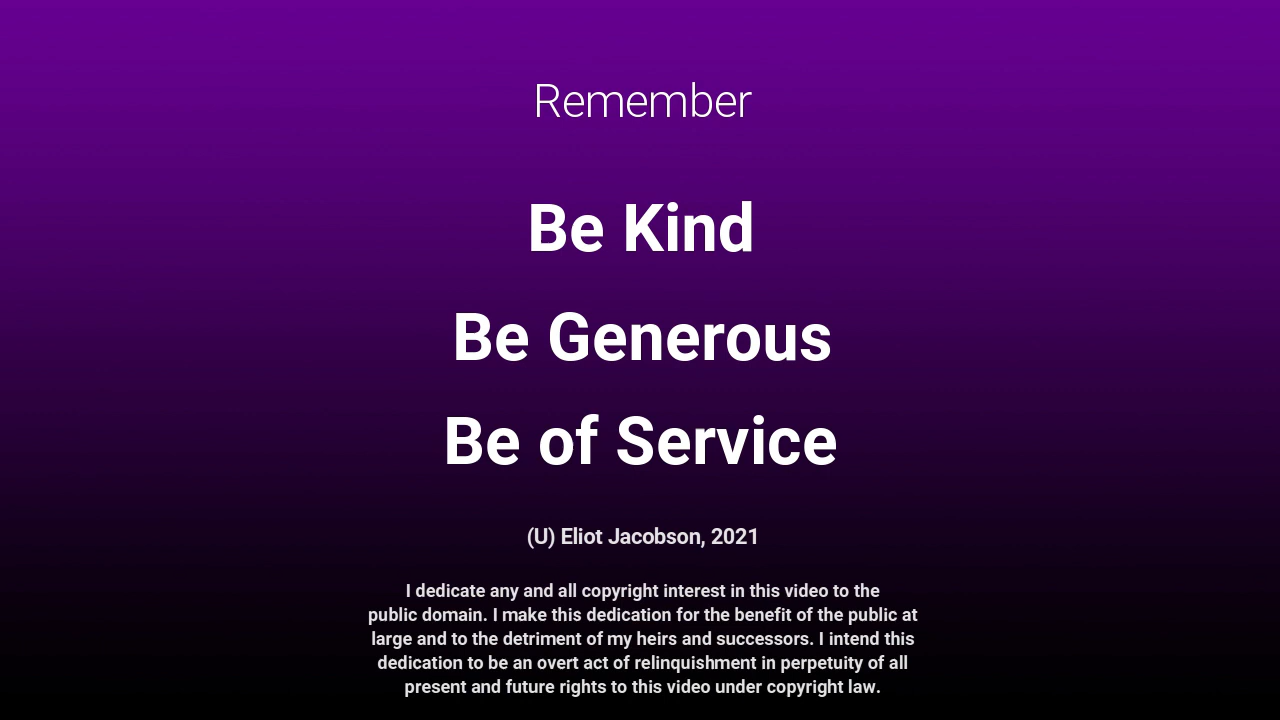 Remember
Be Kind
Be Generous
Be of Service
(U) Eliot Jacobson, 2021
I dedicate any and all copyright interest in this video to the
public domain. I make this dedication for the benefit of the public at
large and to the detriment of my heirs and successors. I intend this
dedication to be an overt act of relinquishment in perpetuity of all
present and future rights to this video under copyright law.